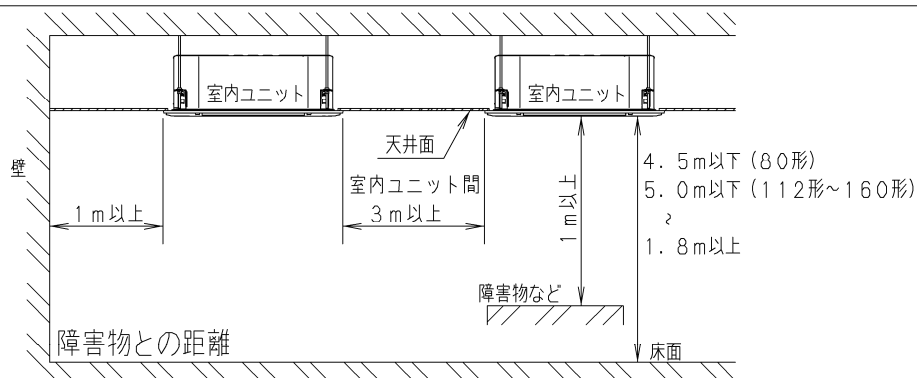 室内ユニット
室内ユニット
天井面
壁
室内ユニット間
1m以上
3m以上
1m以上
4.5m以下(80形)
5.0m以下(112形~160形)
~
1.8m以上
障害物など
障害物との距離
床面